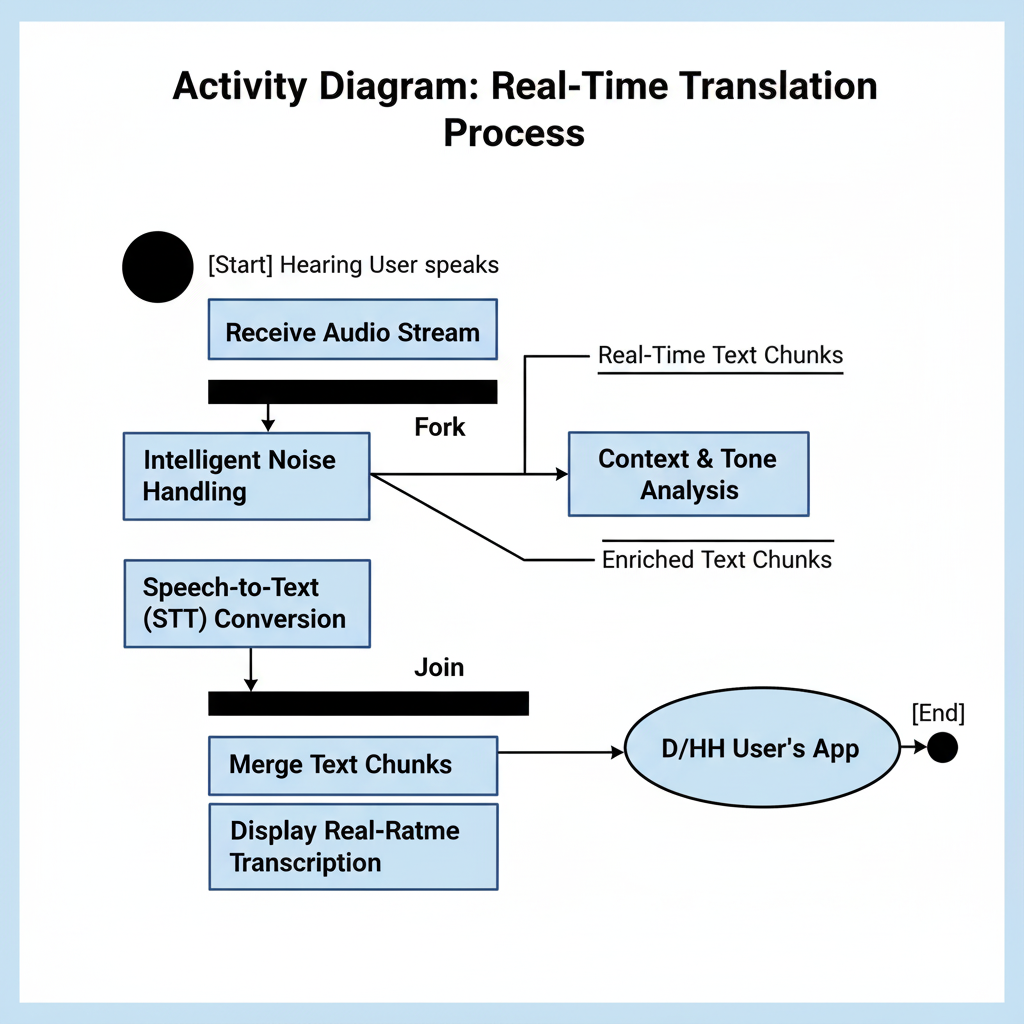 Activity Diagram: Real-Time Translation
Process
[Start] Hearing User speaks
Receive Audio Stream
Real-Time Text Chunks
Fork
Intelligent Noise
Handling
Context & Tone
Analysis
Enriched Text Chunks
Speech-to-Text
(STT) Conversion
Join
[End]
Merge Text Chunks
D/HH User's App
Display Real-Ratme
Transcription